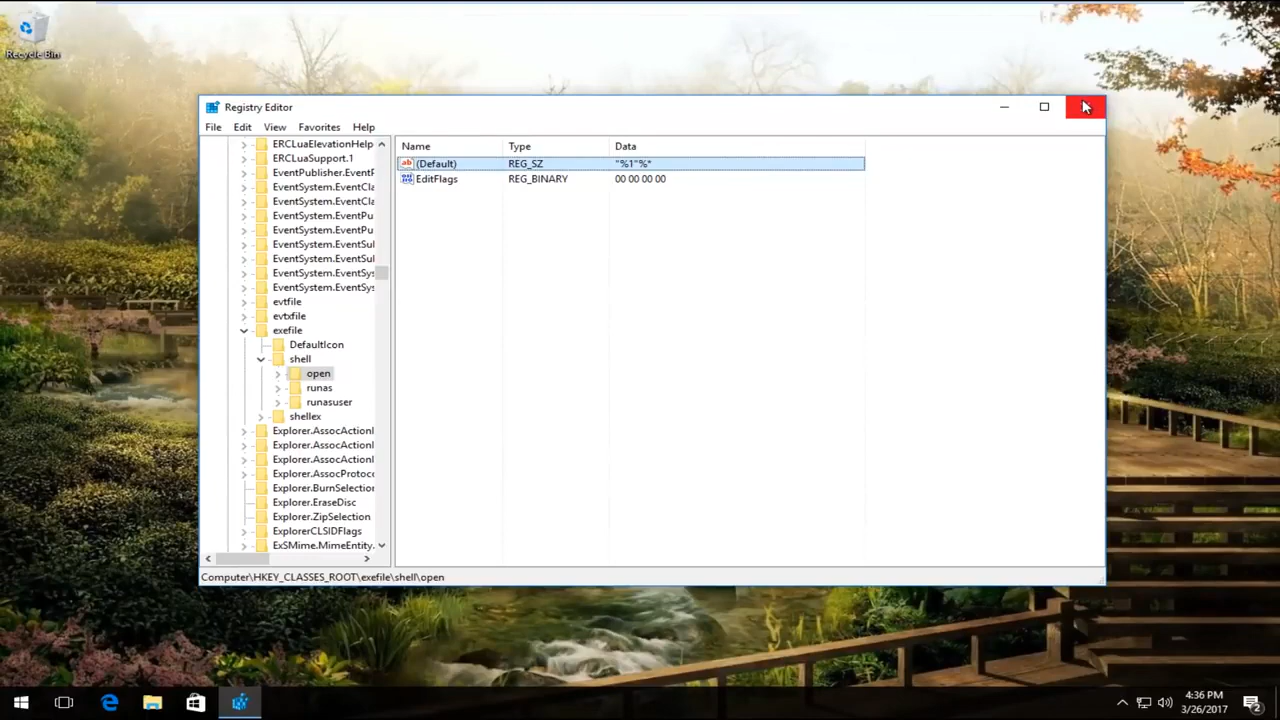 Recycle Bin
Registry Editor
File Edit View Favorites Help
ERCLuaElevationHelp
ERCLuaSupport.1
EventPublisher.EventF
EventSystem.EventCla
EventSystem.EventCla
EventSystem.EventPu
EventSystem.EventPu
EventSystem.EventSul
EventSystem.EventSul
EventSystem.EventSys
EventSystem.EventSys
evtfile
evtxfile
exefile
DefaultIcon
shell
open
runas
runasuser
shellex
Explorer.AssocActionI
Explorer.AssocActionI
Explorer.AssocActionI
Explorer.AssocProtoco
Explorer.BurnSelection
Explorer.EraseDisc
Explorer.ZipSelection
ExplorerCLSIDFlags
ExSMime.MimeEntity.
Name Type Data
(Default) REG_SZ "%1"%*
EditFlags REG_BINARY 00 00 00 00
Computer\HKEY_CLASSES_ROOT\exefile\shell\open
4:36 PM
3/26/2017
2